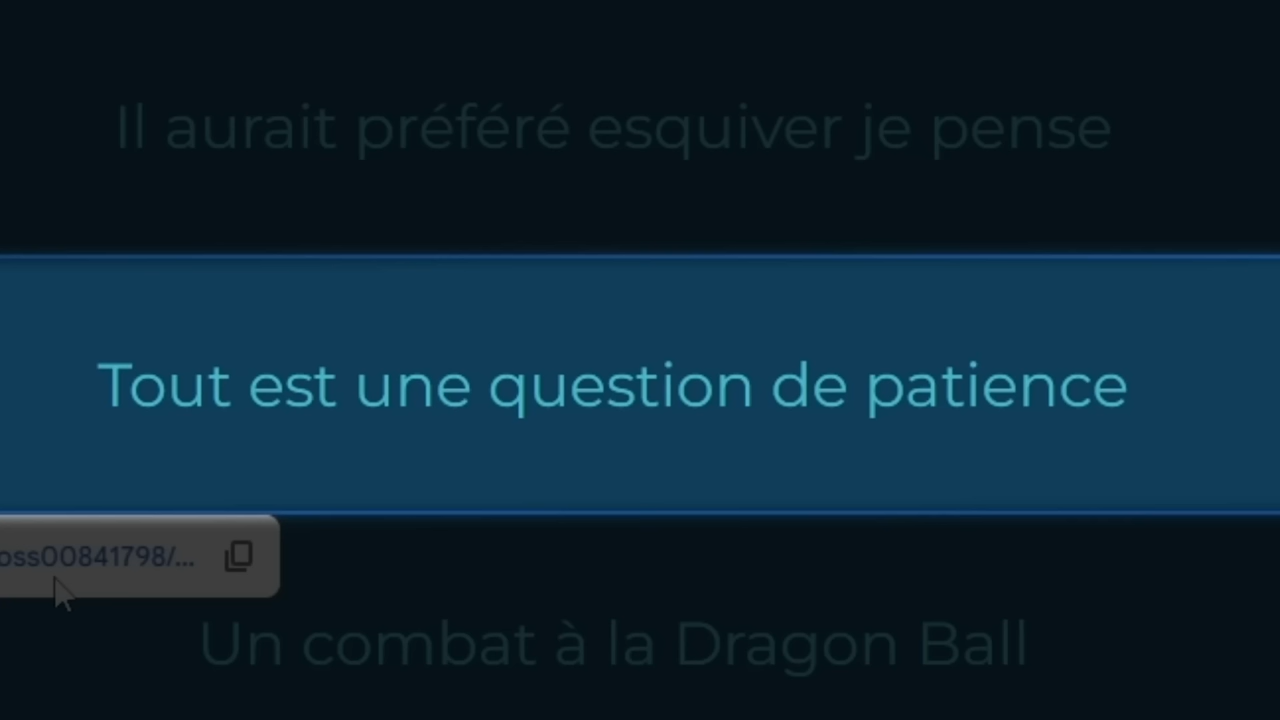 Il aurait préféré esquiver je pense
Tout est une question de patience
oss00841798/...
Un combat à la Dragon Ball